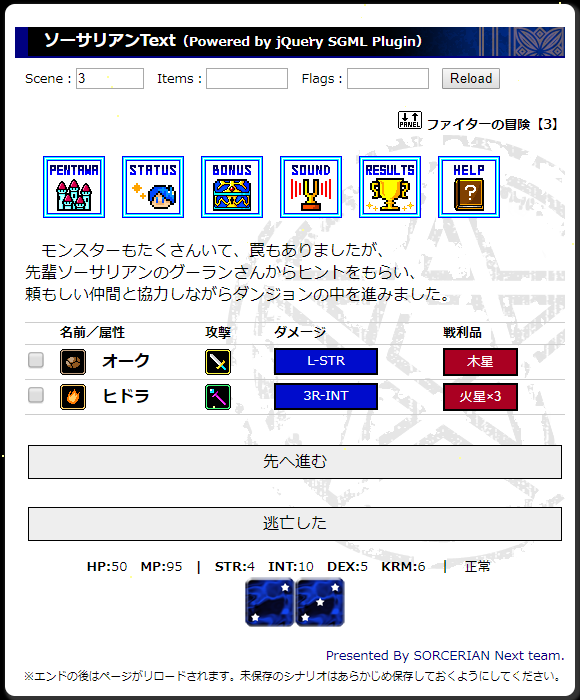 ソーサリアンText（Powered by jQuery SGML Plugin）
Scene : 3 Items : Flags : Reload
PANEL ファイターの冒険【3】
PENTAWA STATUS BONUS SOUND RESULTS HELP
モンスターもたくさんいて、罠もありましたが、
先輩ソーサリアンのグーランさんからヒントをもらい、
頼もしい仲間と協力しながらダンジョンの中を進みました。
名前／属性 攻撃 ダメージ 戦利品
オーク L-STR 木星
ヒドラ 3R-INT 火星×3
先へ進む
逃亡した
HP:50 MP:95 | STR:4 INT:10 DEX:5 KRM:6 | 正常
Presented By SORCERIAN Next team.
※エンドの後はページがリロードされます。未保存のシナリオはあらかじめ保存しておくようにしてください。